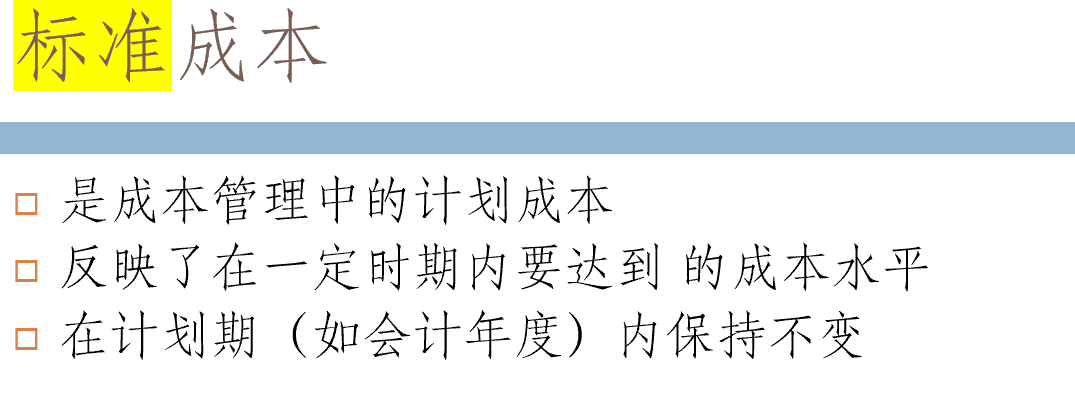 标准成本
是成本管理中的计划成本
反映了在一定时期内要达到 的成本水平
在计划期（如会计年度）内保持不变